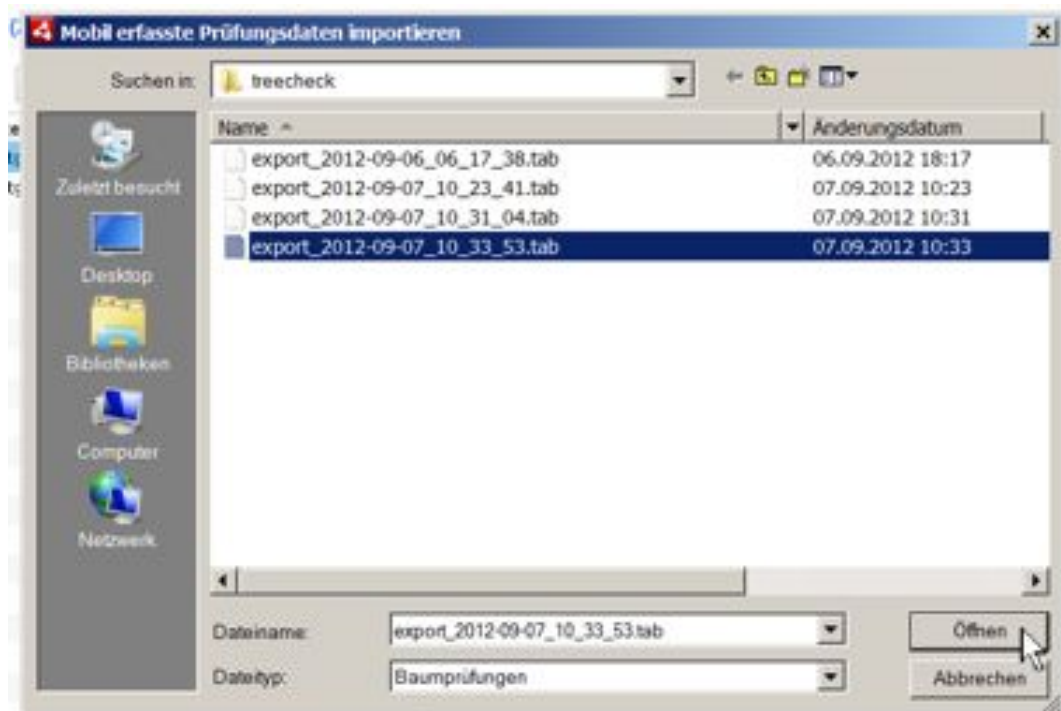 Mobil erfasste Prüfungsdaten importieren
Suchen in:
treecheck
Name
Änderungsdatum
export_2012-09-06_06_17_38.tab
06.09.2012 18:17
export_2012-09-07_10_23_41.tab
07.09.2012 10:23
export_2012-09-07_10_31_04.tab
07.09.2012 10:31
export_2012-09-07_10_33_53.tab
07.09.2012 10:33
Zuletzt besucht
Desktop
Bibliotheken
Computer
Netzwerk
Dateiname:
export_2012-09-07_10_33_53.tab
Öffnen
Dateityp:
Baumprüfungen
Abbrechen